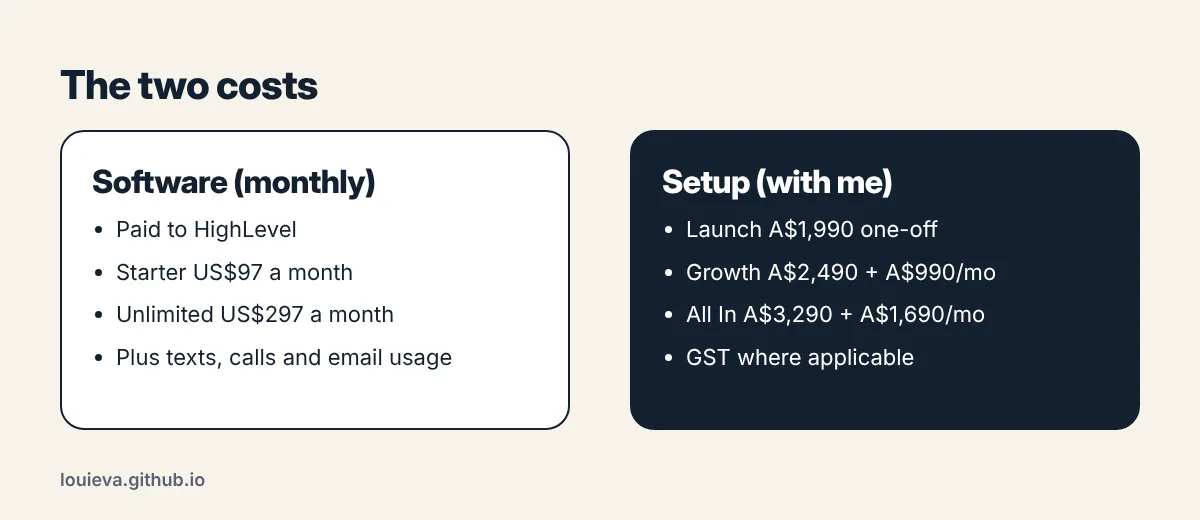 The two costs
Software (monthly)
• Paid to HighLevel
• Starter US$97 a month
• Unlimited US$297 a month
• Plus texts, calls and email usage
Setup (with me)
• Launch A$1,990 one-off
• Growth A$2,490 + A$990/mo
• All In A$3,290 + A$1,690/mo
• GST where applicable
louieva.github.io